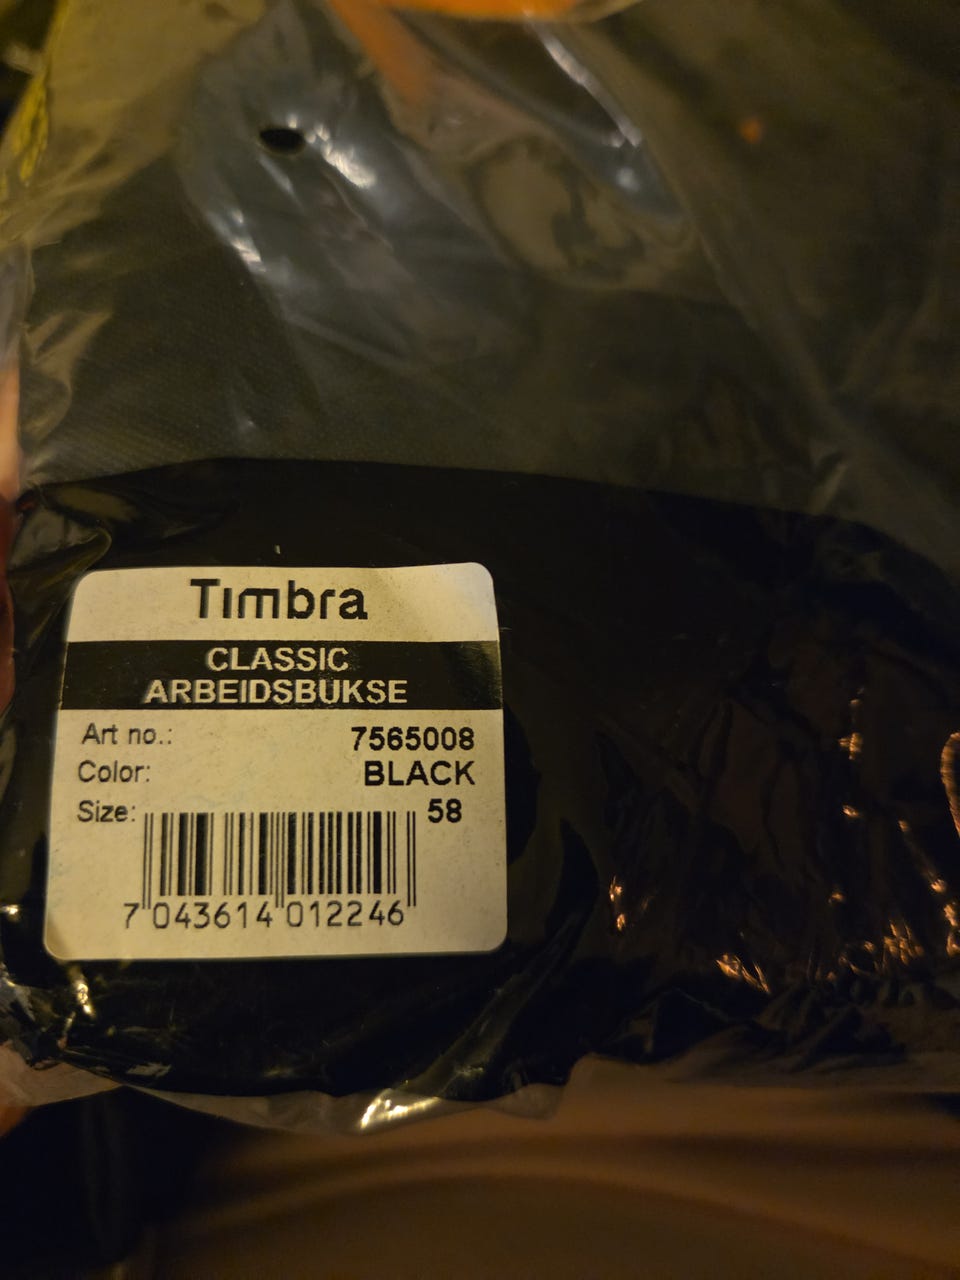 Timbra
CLASSIC
ARBEIDSBUKSE
Art no.: 7565008
Color: BLACK
Size: 58
7 043614 012246